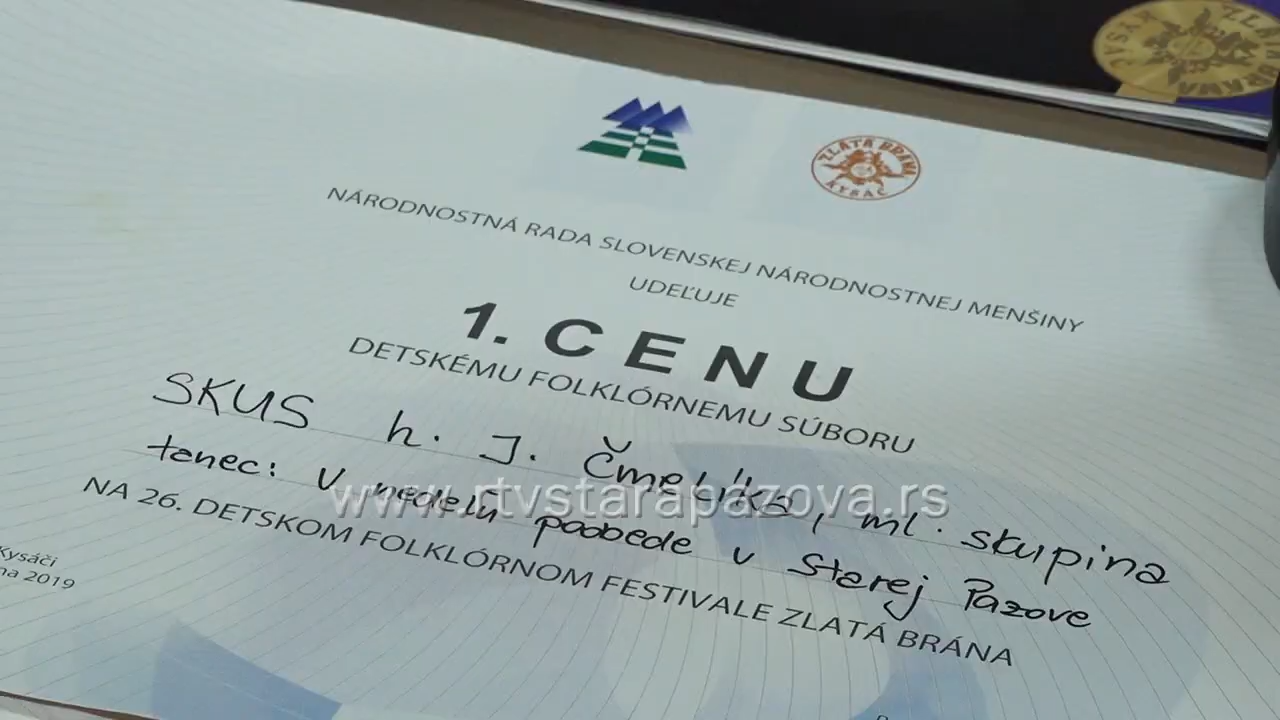 ZLATÁ BRÁNA
KYSÁČ
NÁRODNOSTNÁ RADA SLOVENSKEJ NÁRODNOSTNEJ MENŠINY
UDEĽUJE
1. CENU
DETSKÉMU FOLKLÓRNEMU SÚBORU
SKUS h. J. Čmelíka, ml. skupina
tanec: V nedeľu poobede v Starej Pazove
www.rtvstarapazova.rs
NA 26. DETSKOM FOLKLÓRNOM FESTIVALE ZLATÁ BRÁNA
Kysáči
2019